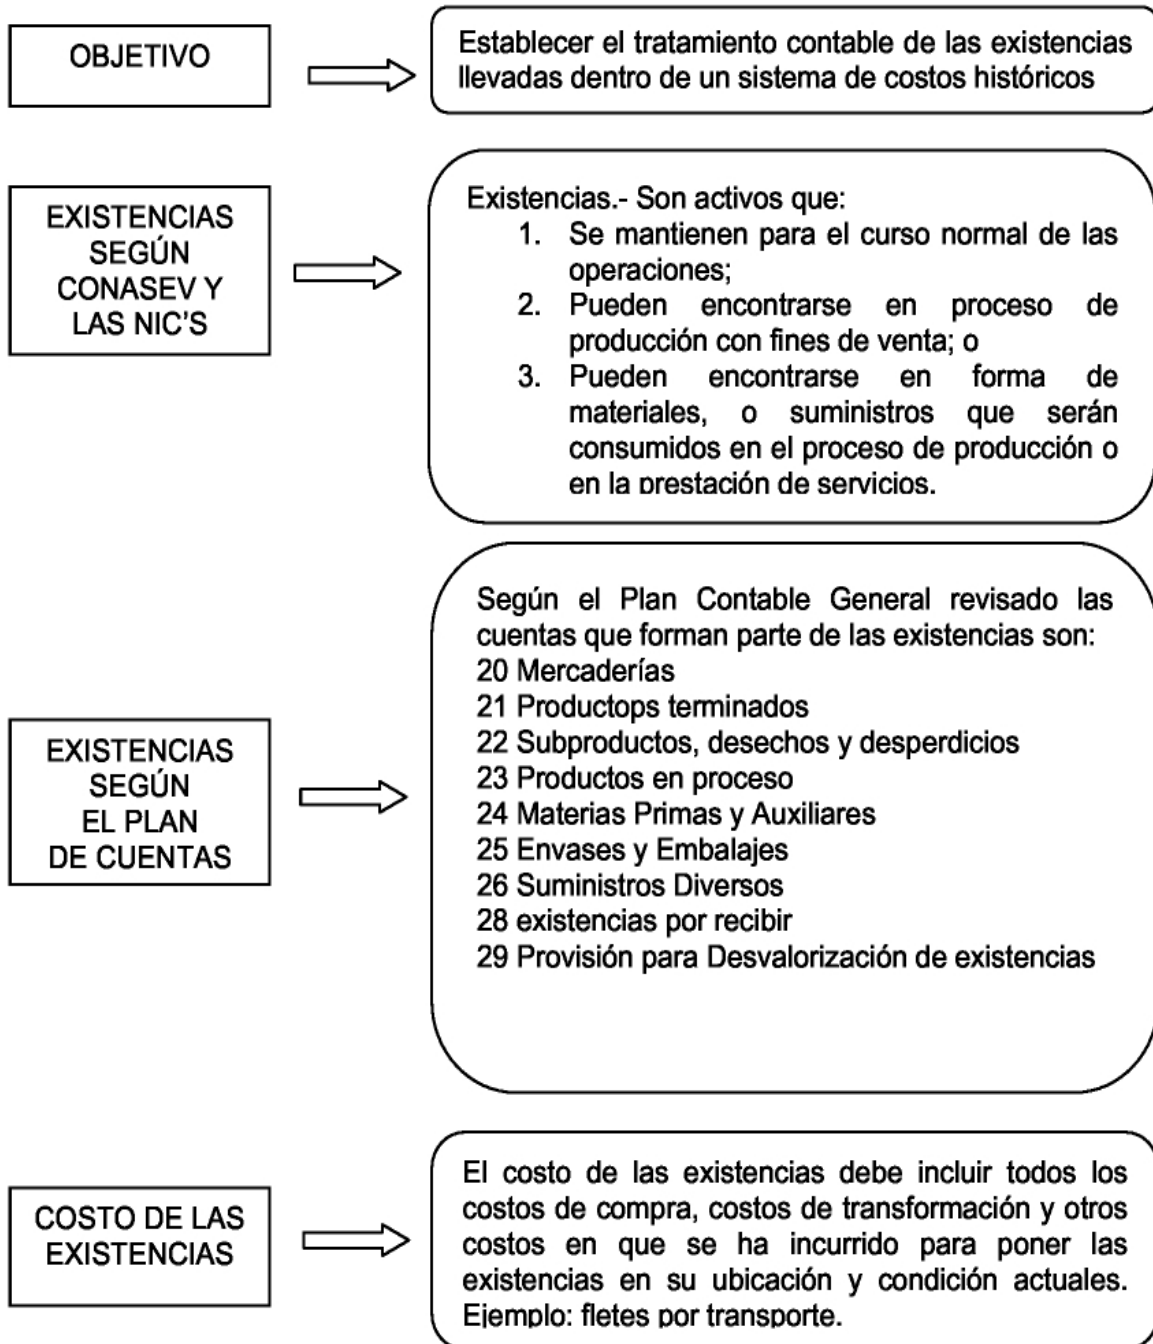 OBJETIVO
Establecer el tratamiento contable de las existencias
llevadas dentro de un sistema de costos históricos
EXISTENCIAS
SEGÚN
CONASEV Y
LAS NIC'S
Existencias.- Son activos que:
1. Se mantienen para el curso normal de las
operaciones;
2. Pueden encontrarse en proceso de
producción con fines de venta; o
3. Pueden encontrarse en forma de
materiales, o suministros que serán
consumidos en el proceso de producción o
en la prestación de servicios.
EXISTENCIAS
SEGÚN
EL PLAN
DE CUENTAS
Según el Plan Contable General revisado las
cuentas que forman parte de las existencias son:
20 Mercaderías
21 Productops terminados
22 Subproductos, desechos y desperdicios
23 Productos en proceso
24 Materias Primas y Auxiliares
25 Envases y Embalajes
26 Suministros Diversos
28 existencias por recibir
29 Provisión para Desvalorización de existencias
COSTO DE LAS
EXISTENCIAS
El costo de las existencias debe incluir todos los
costos de compra, costos de transformación y otros
costos en que se ha incurrido para poner las
existencias en su ubicación y condición actuales.
Ejemplo: fletes por transporte.